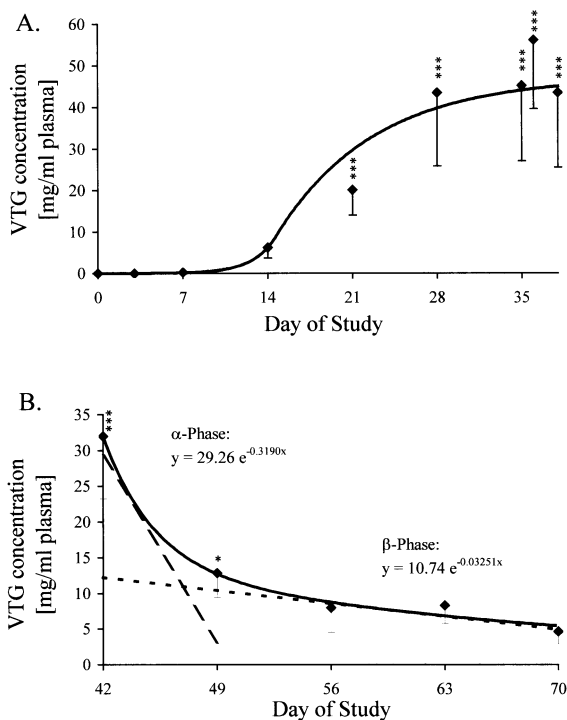 A.
60
50
40
30
20
10
0
VTG concentration
[mg/ml plasma]
***
***
***
***
***
0 7 14 21 28 35
Day of Study
B.
35
30
25
20
15
10
5
0
VTG concentration
[mg/ml plasma]
***
α-Phase:
y = 29.26 e-0.3190x
*
β-Phase:
y = 10.74 e-0.03251x
42 49 56 63 70
Day of Study